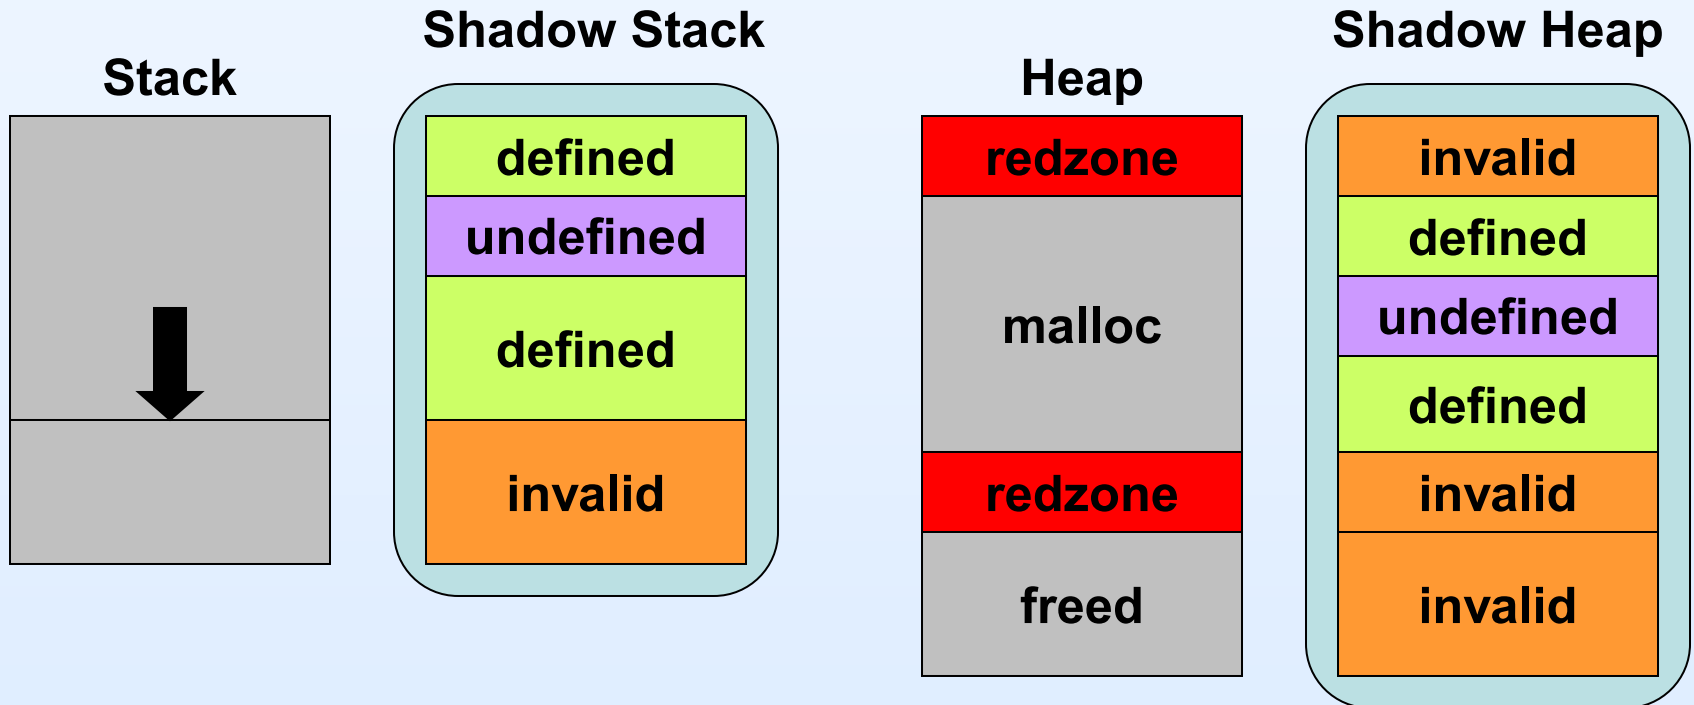 Stack
Shadow Stack
defined
undefined
defined
invalid
Heap
redzone
malloc
redzone
freed
Shadow Heap
invalid
defined
undefined
defined
invalid
invalid